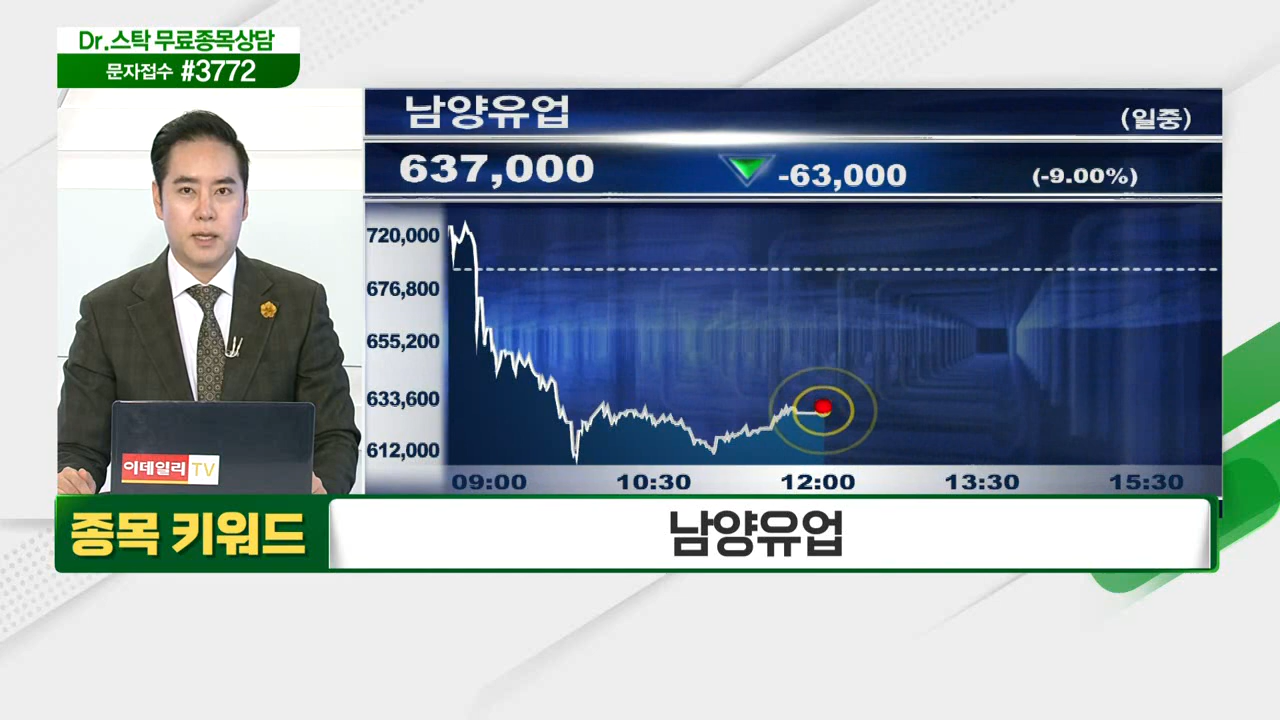 Dr.스탁 무료종목상담
문자접수 #3772
남양유업
(일중)
637,000 -63,000 (-9.00%)
720,000
676,800
655,200
633,600
612,000
09:00 10:30 12:00 13:30 15:30
이데일리 TV
종목 키워드
남양유업